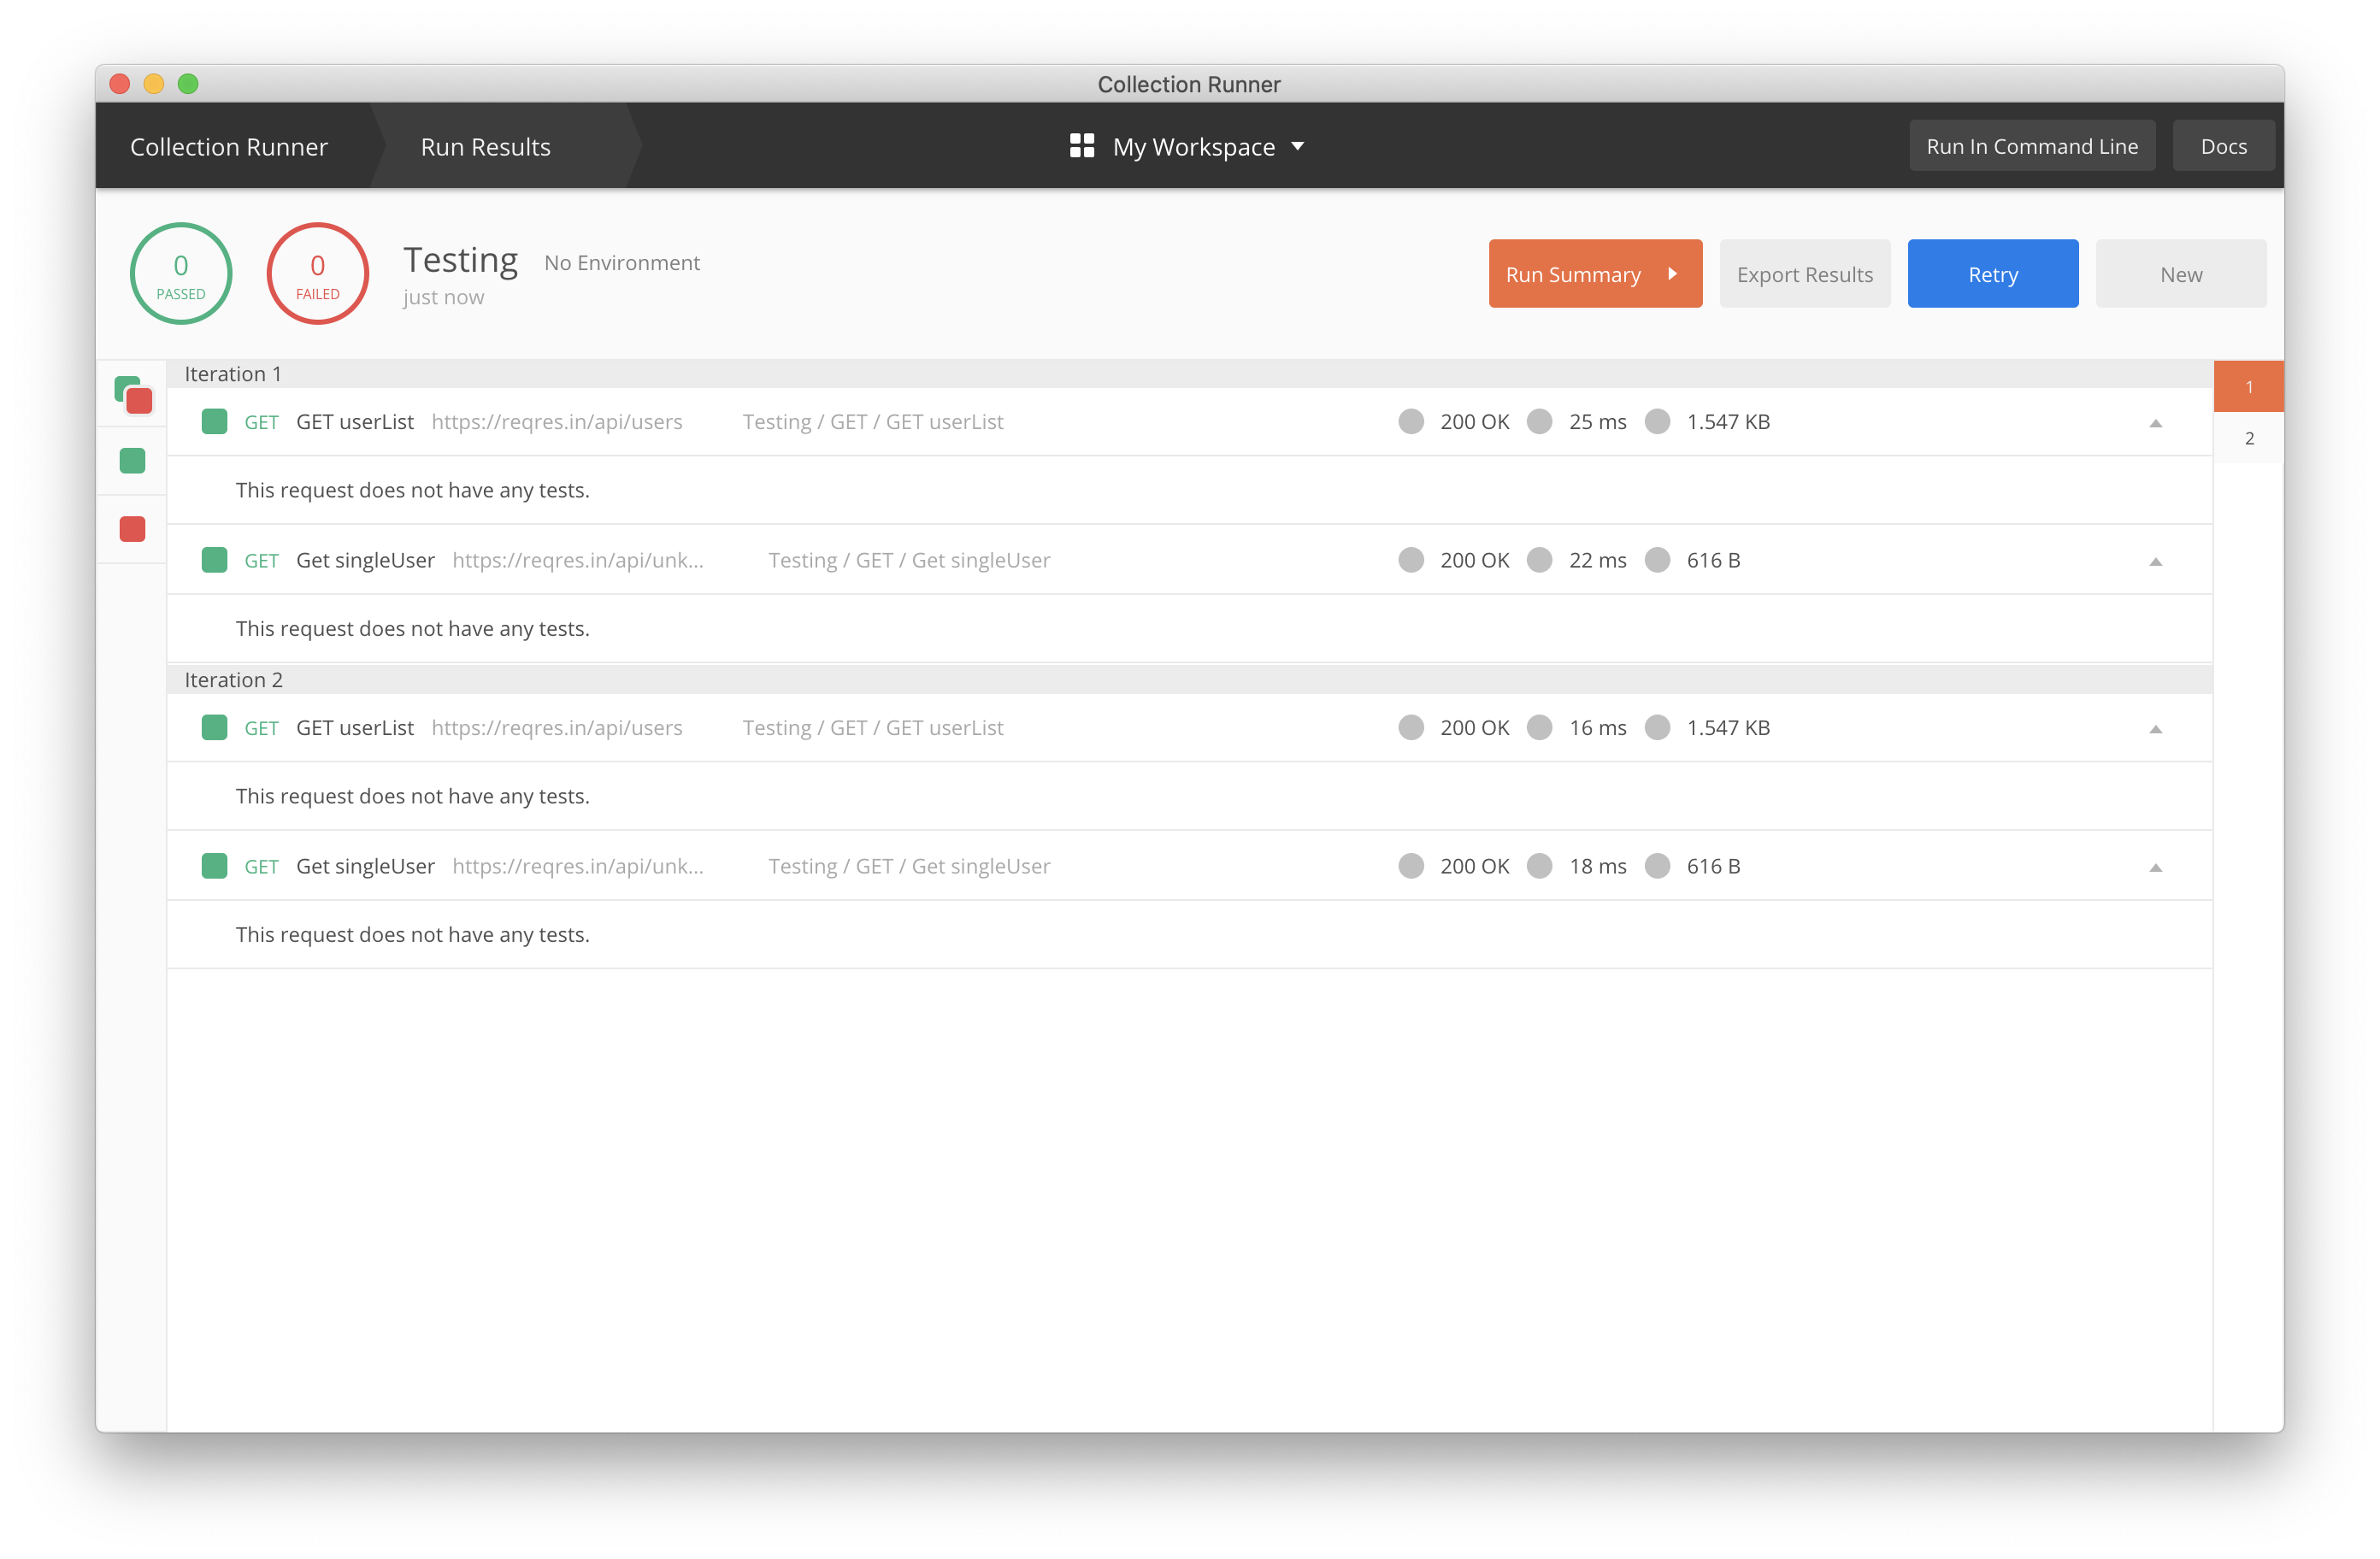 Collection Runner
Collection Runner Run Results My Workspace Run In Command Line Docs
0 PASSED
0 FAILED
Testing No Environment
just now
Run Summary Export Results Retry New
Iteration 1
GET GET userList https://reqres.in/api/users Testing / GET / GET userList 200 OK 25 ms 1.547 KB
This request does not have any tests.
GET Get singleUser https://reqres.in/api/unk... Testing / GET / Get singleUser 200 OK 22 ms 616 B
This request does not have any tests.
Iteration 2
GET GET userList https://reqres.in/api/users Testing / GET / GET userList 200 OK 16 ms 1.547 KB
This request does not have any tests.
GET Get singleUser https://reqres.in/api/unk... Testing / GET / Get singleUser 200 OK 18 ms 616 B
This request does not have any tests.
1
2